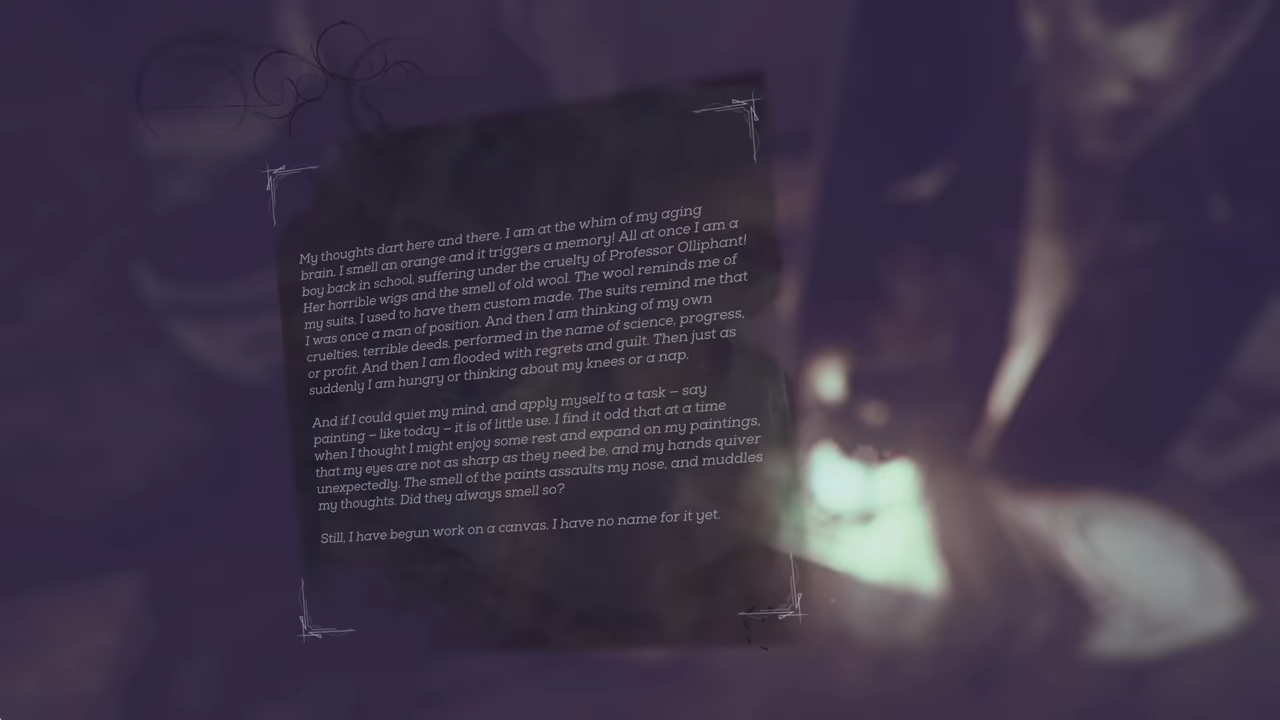 My thoughts dart here and there. I am at the whim of my aging
brain. I smell an orange and it triggers a memory! All at once I am a
boy back in school, suffering under the cruelty of Professor Olliphant!
Her horrible wigs and the smell of old wool. The wool reminds me of
my suits, I used to have them custom made. The suits remind me that
I was once a man of position. And then I am thinking of my own
cruelties, terrible deeds, performed in the name of science, progress,
or profit. And then I am flooded with regrets and guilt. Then just as
suddenly I am hungry or thinking about my knees or a nap.
And if I could quiet my mind, and apply myself to a task – say
painting – like today – it is of little use. I find it odd that at a time
when I thought I might enjoy some rest and expand on my paintings,
that my eyes are not as sharp as they need be, and my hands quiver
unexpectedly. The smell of the paints assaults my nose, and muddles
my thoughts. Did they always smell so?
Still, I have begun work on a canvas. I have no name for it yet.